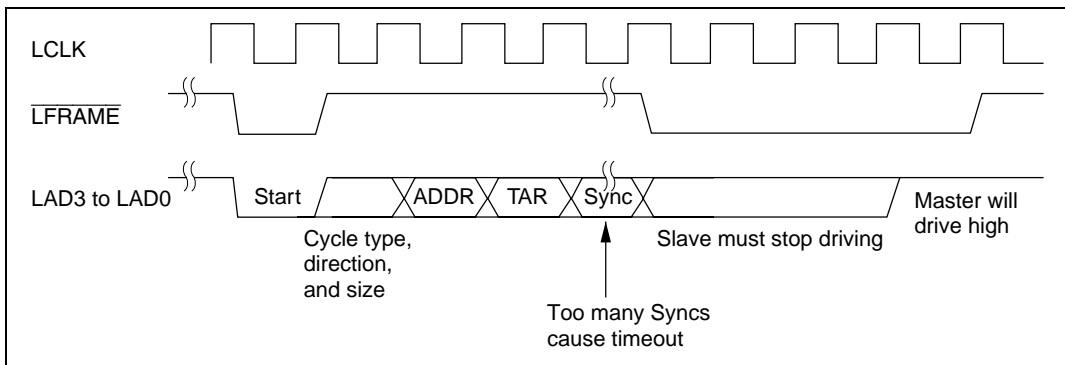 LCLK
LFRAME
LAD3 to LAD0
Start
ADDR
TAR
Sync
Master will
drive high
Cycle type,
direction,
and size
Slave must stop driving
Too many Syncs
cause timeout